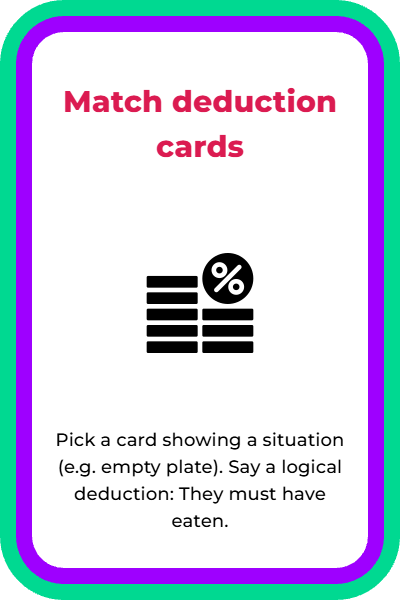 Match deduction
cards
%
Pick a card showing a situation
(e.g. empty plate). Say a logical
deduction: They must have
eaten.